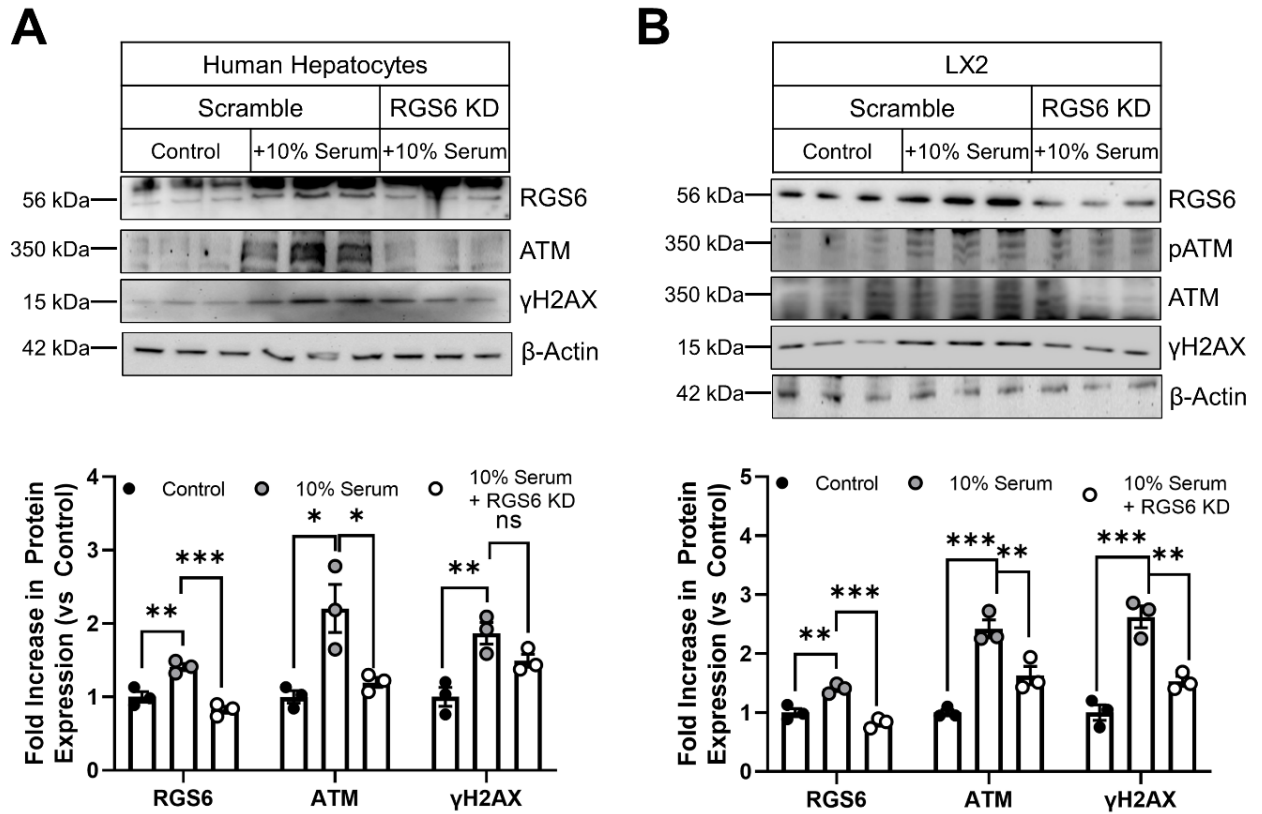 A
Human Hepatocytes
Scramble RGS6 KD
Control +10% Serum +10% Serum
56 kDa RGS6
350 kDa ATM
15 kDa γH2AX
42 kDa β-Actin
Fold Increase in Protein
Expression (vs Control)
4
3
2
1
0
Control 10% Serum 10% Serum
+ RGS6 KD
** ***
* *
** ns
RGS6 ATM γH2AX
B
LX2
Scramble RGS6 KD
Control +10% Serum +10% Serum
56 kDa RGS6
350 kDa pATM
350 kDa ATM
15 kDa γH2AX
42 kDa β-Actin
Fold Increase in Protein
Expression (vs Control)
5
4
3
2
1
0
Control 10% Serum 10% Serum
+ RGS6 KD
** ***
*** **
*** **
RGS6 ATM γH2AX